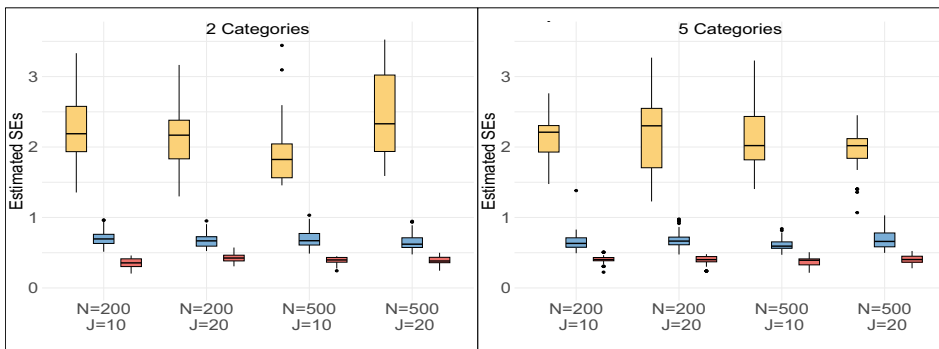 2 Categories
Estimated SEs
3
2
1
0
N=200 N=200 N=500 N=500
J=10 J=20 J=10 J=20
5 Categories
Estimated SEs
3
2
1
0
N=200 N=200 N=500 N=500
J=10 J=20 J=10 J=20